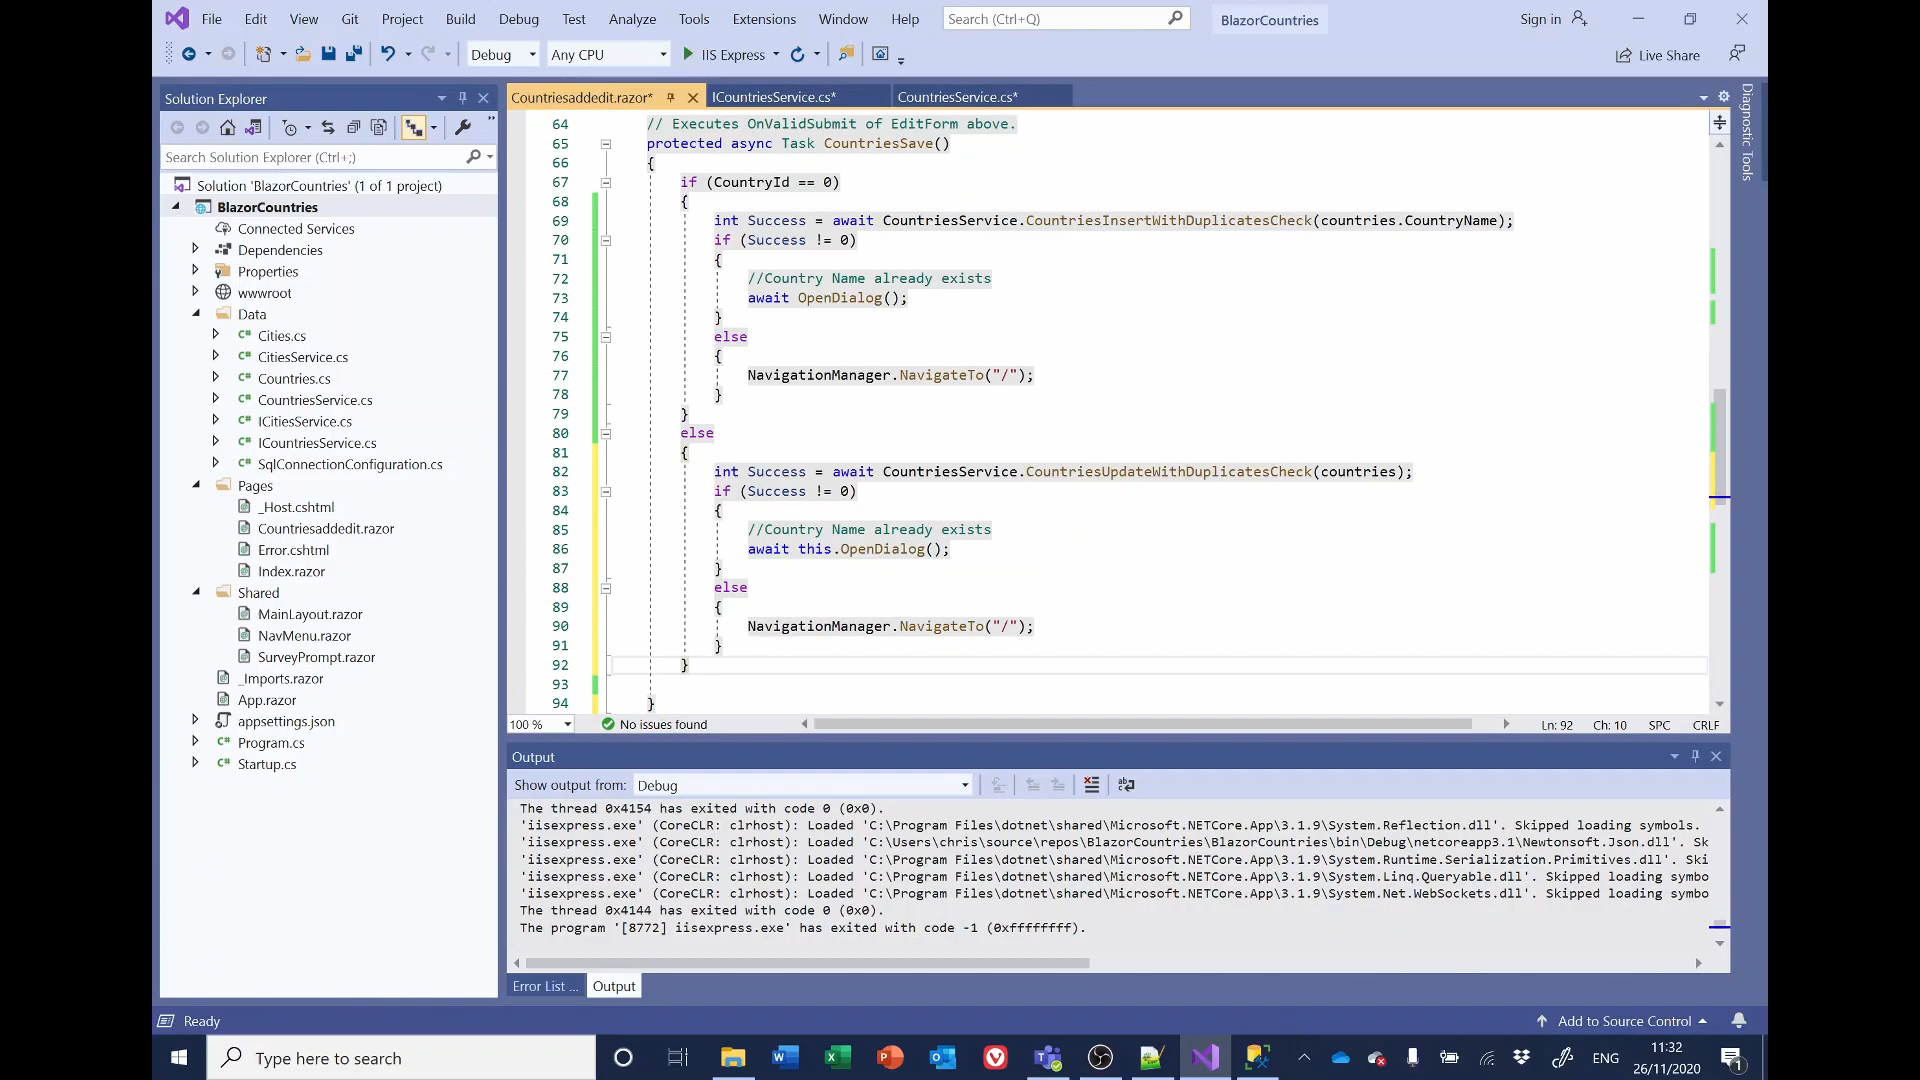 File Edit View Git Project Build Debug Test Analyze Tools Extensions Window Help Search (Ctrl+Q) BlazorCountries Sign in
Debug Any CPU IIS Express Live Share
Solution Explorer
Search Solution Explorer (Ctrl+;)
Solution 'BlazorCountries' (1 of 1 project)
BlazorCountries
Connected Services
Dependencies
Properties
wwwroot
Data
Cities.cs
CitiesService.cs
Countries.cs
CountriesService.cs
ICitiesService.cs
ICountriesService.cs
SqlConnectionConfiguration.cs
Pages
_Host.cshtml
Countriesaddedit.razor
Error.cshtml
Index.razor
Shared
MainLayout.razor
NavMenu.razor
SurveyPrompt.razor
_Imports.razor
App.razor
appsettings.json
Program.cs
Startup.cs
Countriesaddedit.razor* ICountriesService.cs* CountriesService.cs*
64 // Executes OnValidSubmit of EditForm above.
65 protected async Task CountriesSave()
66 {
67 if (CountryId == 0)
68 {
69 int Success = await CountriesService.CountriesInsertWithDuplicatesCheck(countries.CountryName);
70 if (Success != 0)
71 {
72 //Country Name already exists
73 await OpenDialog();
74 }
75 else
76 {
77 NavigationManager.NavigateTo("/");
78 }
79 }
80 else
81 {
82 int Success = await CountriesService.CountriesUpdateWithDuplicatesCheck(countries);
83 if (Success != 0)
84 {
85 //Country Name already exists
86 await this.OpenDialog();
87 }
88 else
89 {
90 NavigationManager.NavigateTo("/");
91 }
92 }
93
94 }
100 % No issues found Ln: 92 Ch: 10 SPC CRLF
Diagnostic Tools
Output
Show output from: Debug
The thread 0x4154 has exited with code 0 (0x0).
'iisexpress.exe' (CoreCLR: clrhost): Loaded 'C:\Program Files\dotnet\shared\Microsoft.NETCore.App\3.1.9\System.Reflection.dll'. Skipped loading symbols.
'iisexpress.exe' (CoreCLR: clrhost): Loaded 'C:\Users\chris\source\repos\BlazorCountries\BlazorCountries\bin\Debug\netcoreapp3.1\Newtonsoft.Json.dll'. Sk
'iisexpress.exe' (CoreCLR: clrhost): Loaded 'C:\Program Files\dotnet\shared\Microsoft.NETCore.App\3.1.9\System.Runtime.Serialization.Primitives.dll'. Ski
'iisexpress.exe' (CoreCLR: clrhost): Loaded 'C:\Program Files\dotnet\shared\Microsoft.NETCore.App\3.1.9\System.Linq.Queryable.dll'. Skipped loading symbo
'iisexpress.exe' (CoreCLR: clrhost): Loaded 'C:\Program Files\dotnet\shared\Microsoft.NETCore.App\3.1.9\System.Net.WebSockets.dll'. Skipped loading symbo
The thread 0x4144 has exited with code 0 (0x0).
The program '[8772] iisexpress.exe' has exited with code -1 (0xffffffff).
Error List ... Output
Ready Add to Source Control
Type here to search ENG 11:32
26/11/2020
1